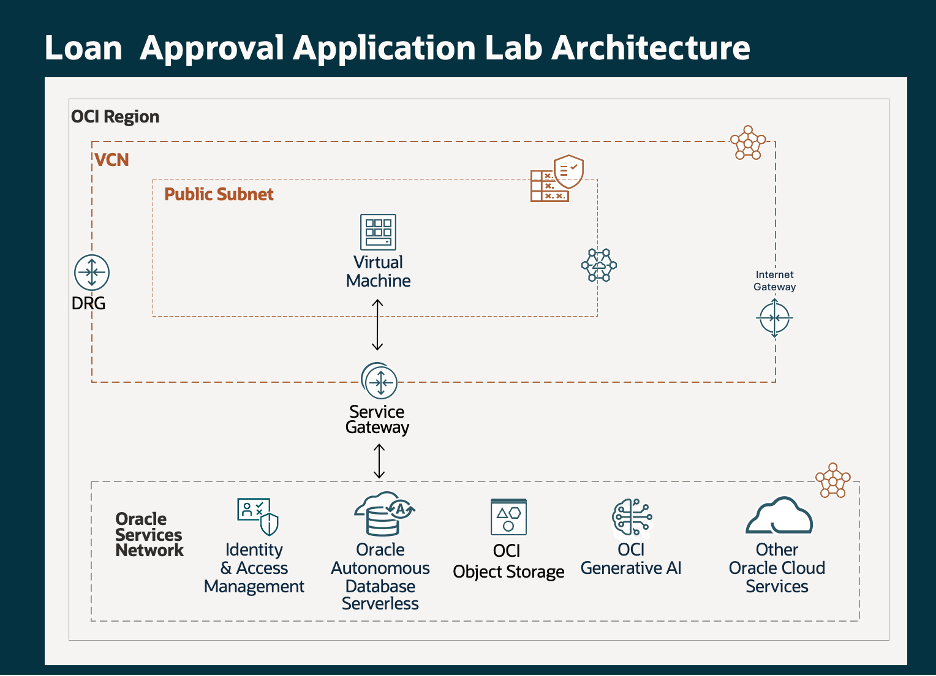 Loan  Approval Application Lab Architecture
OCI Region
VCN
Public Subnet
Virtual
Machine
DRG
Internet
Gateway
Service
Gateway
Oracle
Services
Network
Identity
& Access
Management
Oracle
Autonomous
Database
Serverless
OCI
Object Storage
OCI
Generative AI
Other
Oracle Cloud
Services
A